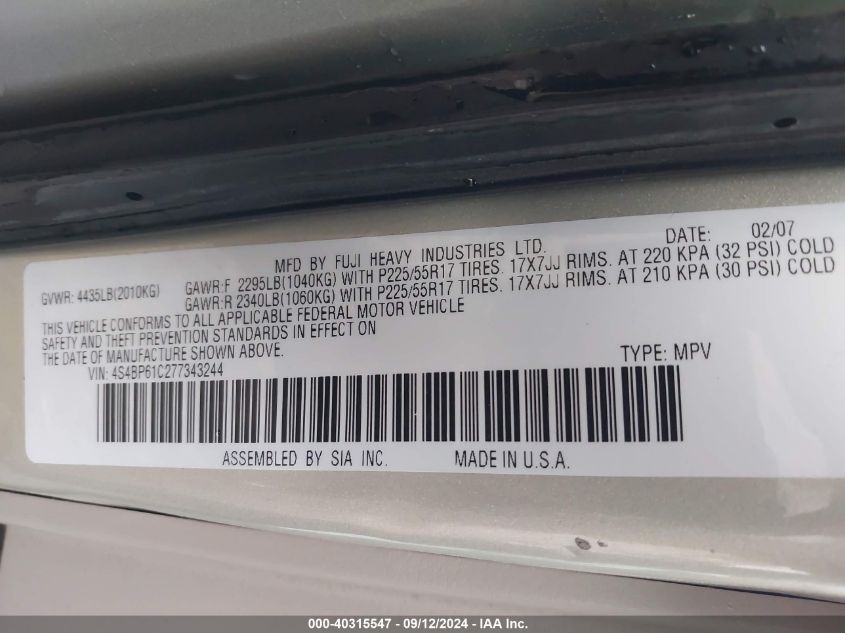 MFD BY FUJI HEAVY INDUSTRIES LTD. DATE: 02/07
GVWR: 4435LB(2010KG) GAWR:F 2295LB(1040KG) WITH P225/55R17 TIRES. 17X7JJ RIMS. AT 220 KPA (32 PSI) COLD
GAWR:R 2340LB(1060KG) WITH P225/55R17 TIRES. 17X7JJ RIMS. AT 210 KPA (30 PSI) COLD
THIS VEHICLE CONFORMS TO ALL APPLICABLE FEDERAL MOTOR VEHICLE
SAFETY AND THEFT PREVENTION STANDARDS IN EFFECT ON
THE DATE OF MANUFACTURE SHOWN ABOVE.
VIN: 4S4BP61C277343244 TYPE: MPV
ASSEMBLED BY SIA INC. MADE IN U.S.A.
000-40315547 - 09/12/2024 - IAA Inc.